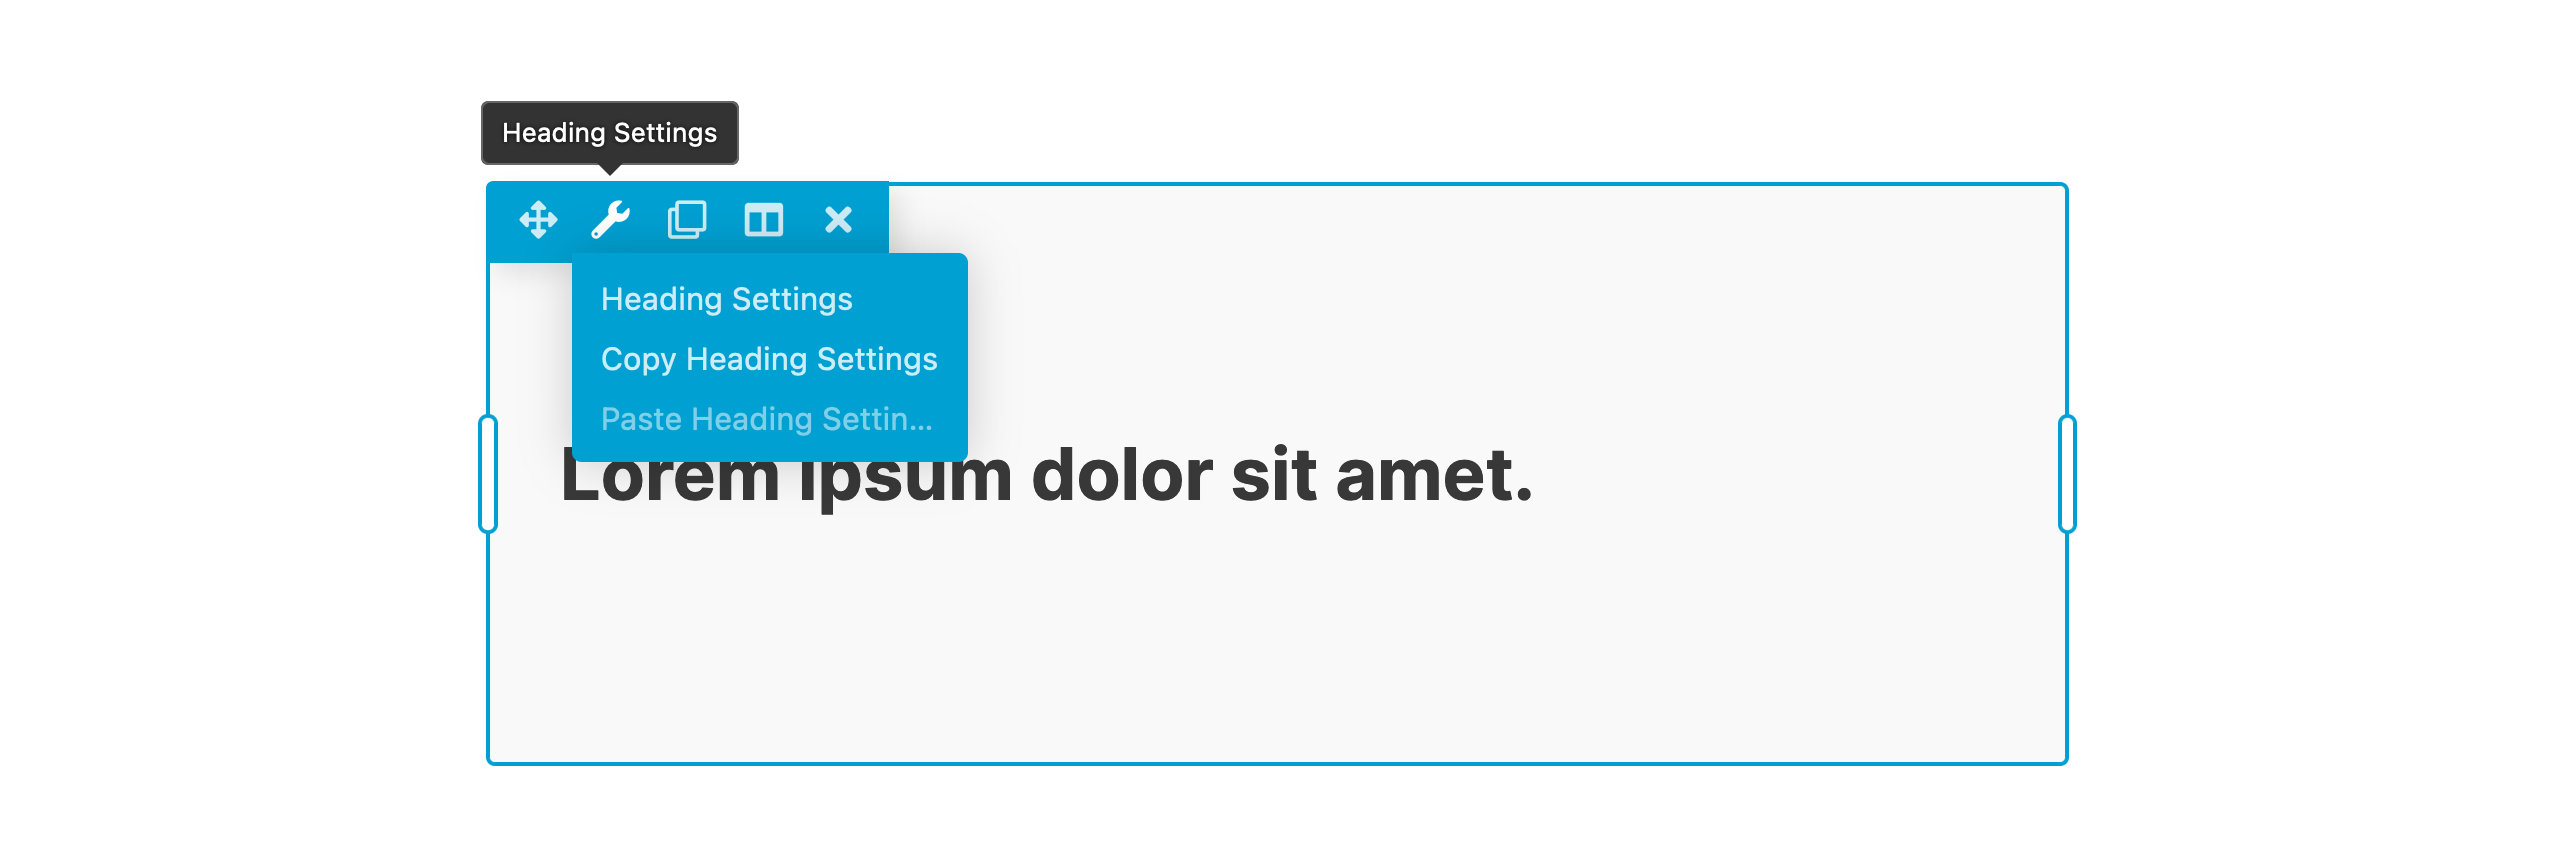 Heading Settings
Heading Settings
Copy Heading Settings
Paste Heading Settin...
Lorem ipsum dolor sit amet.